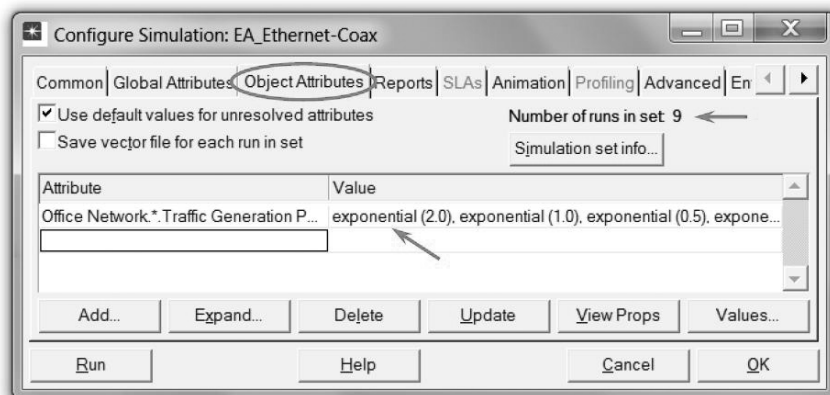 Configure Simulation: EA_Ethernet-Coax
Common Global Attributes Object Attributes Reports SLAs Animation Profiling Advanced En
Use default values for unresolved attributes
Number of runs in set: 9
Save vector file for each run in set
Simulation set info...
Attribute Value
Office Network.*.Traffic Generation P... exponential (2.0), exponential (1.0), exponential (0.5), expone...
Add... Expand... Delete Update View Props Values...
Run Help Cancel OK